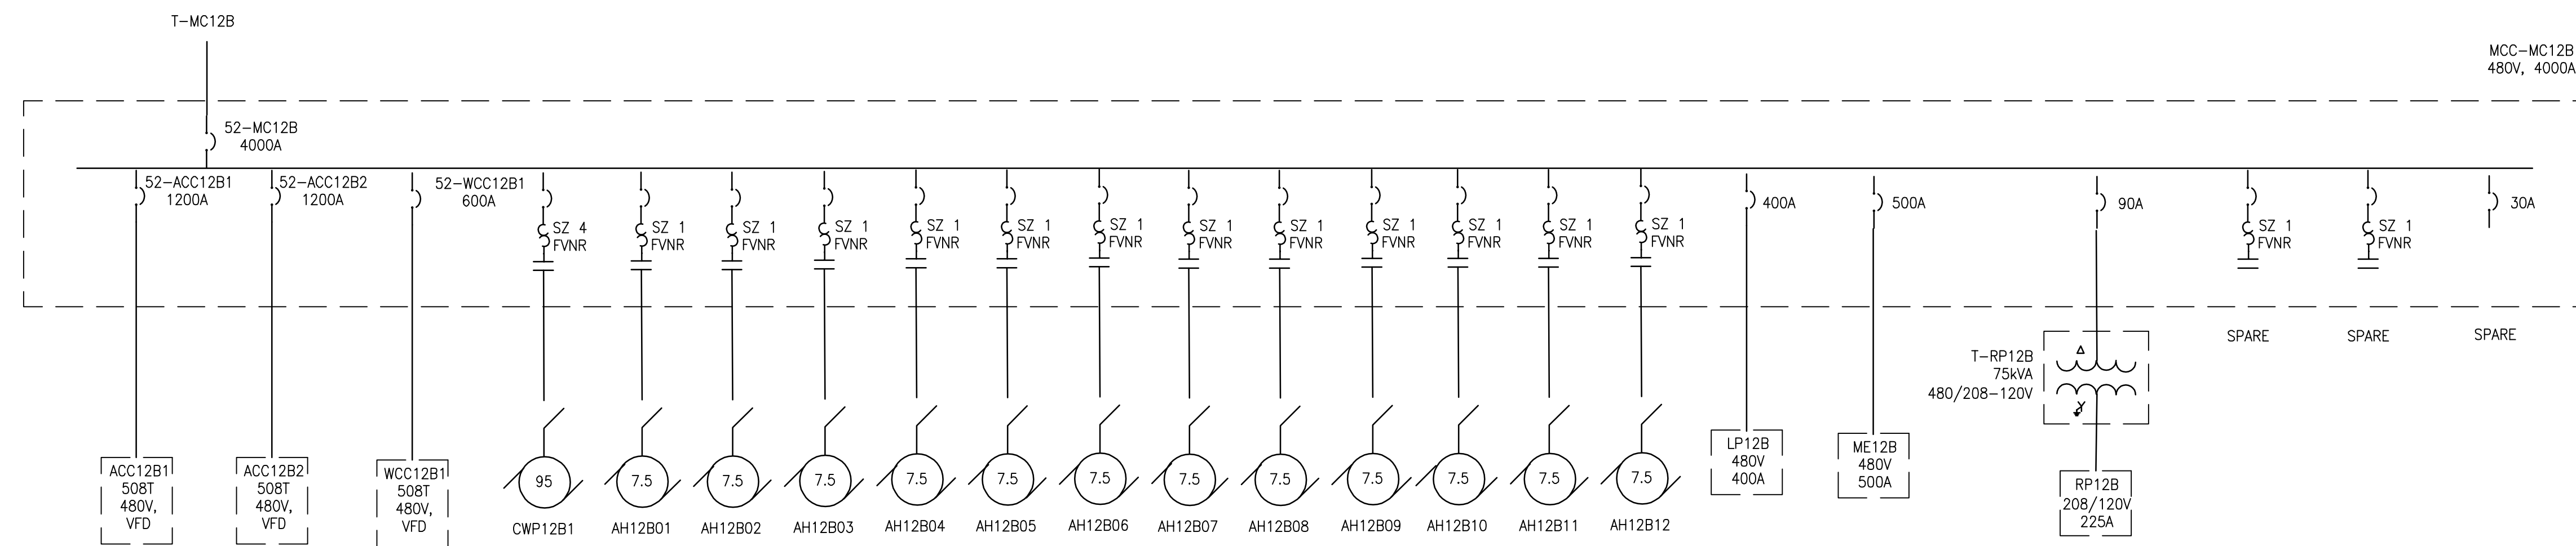 T-MC12B
MCC-MC12B
480V, 4000A
52-MC12B
4000A
52-ACC12B1
1200A
52-ACC12B2
1200A
52-WCC12B1
600A
SZ 4
FVNR
SZ 1
FVNR
SZ 1
FVNR
SZ 1
FVNR
SZ 1
FVNR
SZ 1
FVNR
SZ 1
FVNR
SZ 1
FVNR
SZ 1
FVNR
SZ 1
FVNR
SZ 1
FVNR
SZ 1
FVNR
SZ 1
FVNR
400A
500A
90A
SZ 1
FVNR
SZ 1
FVNR
30A
SPARE
SPARE
SPARE
T-RP12B
75kVA
480/208-120V
Δ
Y
ACC12B1
508T
480V,
VFD
ACC12B2
508T
480V,
VFD
WCC12B1
508T
480V,
VFD
95
CWP12B1
7.5
AH12B01
7.5
AH12B02
7.5
AH12B03
7.5
AH12B04
7.5
AH12B05
7.5
AH12B06
7.5
AH12B07
7.5
AH12B08
7.5
AH12B09
7.5
AH12B10
7.5
AH12B11
7.5
AH12B12
LP12B
480V
400A
ME12B
480V
500A
RP12B
208/120V
225A